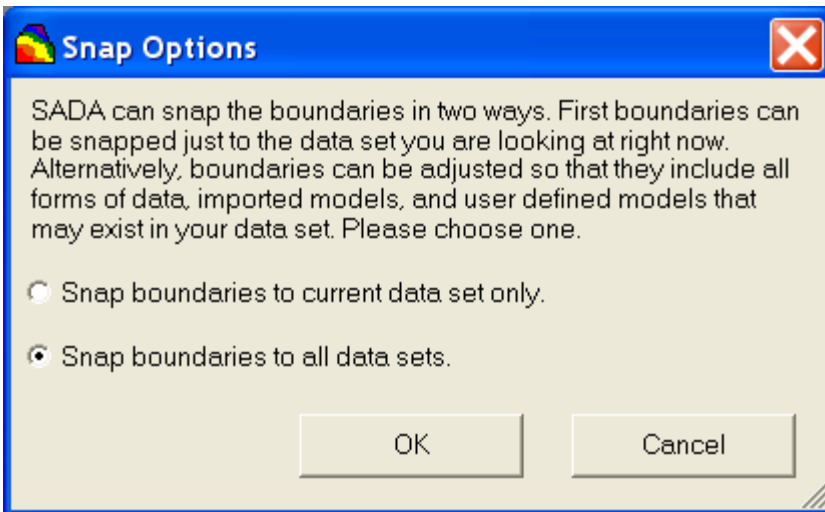 Snap Options
SADA can snap the boundaries in two ways. First boundaries can
be snapped just to the data set you are looking at right now.
Alternatively, boundaries can be adjusted so that they include all
forms of data, imported models, and user defined models that
may exist in your data set. Please choose one.
Snap boundaries to current data set only.
Snap boundaries to all data sets.
OK
Cancel